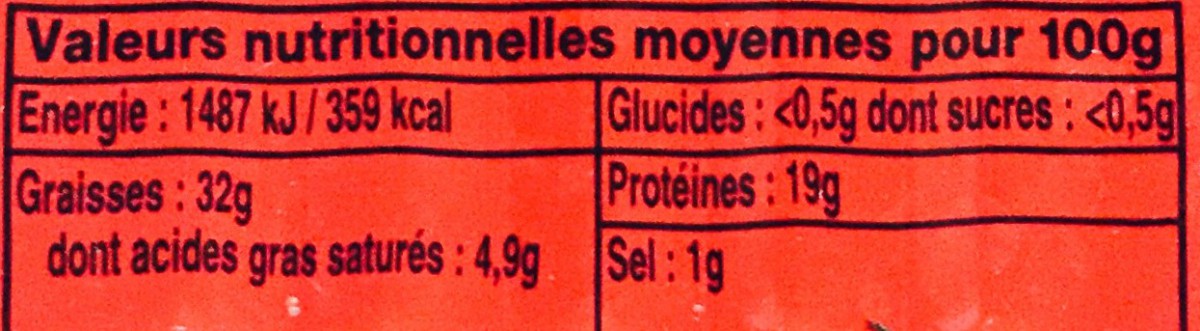 Valeurs nutritionnelles moyennes pour 100g
Energie : 1487 kJ / 359 kcal
Glucides : <0,5g dont sucres : <0,5g
Graisses : 32g
dont acides gras saturés : 4,9g
Protéines : 19g
Sel : 1g